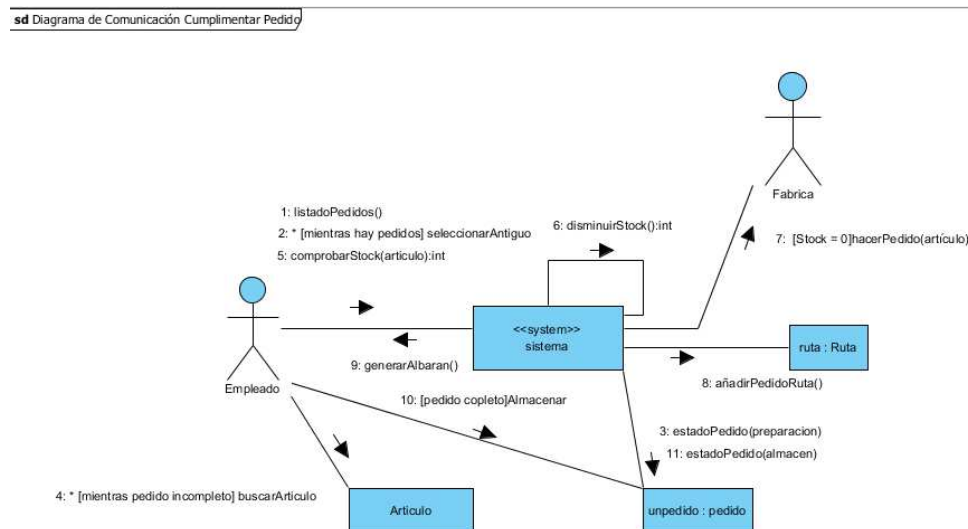 sd Diagrama de Comunicación Cumplimentar Pedido
Fabrica
1: listadoPedidos()
2: * [mientras hay pedidos] seleccionarAntiguo
5: comprobarStock(articulo):int
6: disminuirStock():int
7: [Stock = 0]hacerPedido(artículo)
<<system>>
sistema
ruta : Ruta
9: generarAlbaran()
8: añadirPedidoRuta()
Empleado
10: [pedido copleto]Almacenar
3: estadoPedido(preparacion)
11: estadoPedido(almacen)
4: * [mientras pedido incompleto] buscarArticulo
Articulo
unpedido : pedido